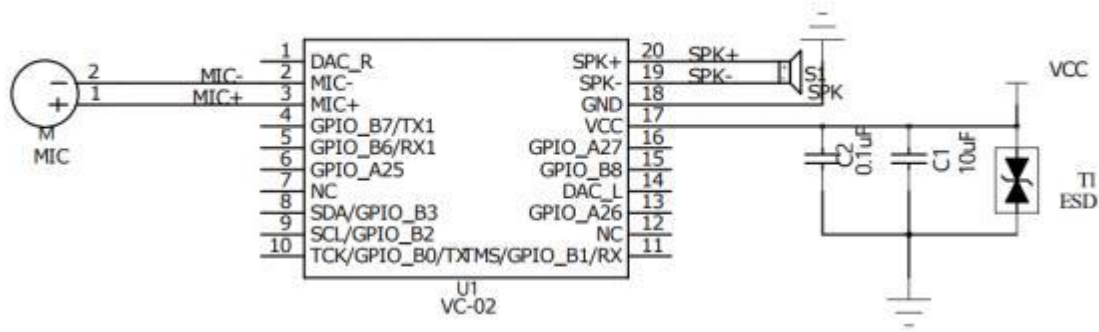 2 MIC-
1 MIC+
M
MIC
1 DAC_R
2 MIC-
3 MIC+
4 GPIO_B7/TX1
5 GPIO_B6/RX1
6 GPIO_A25
7 NC
8 SDA/GPIO_B3
9 SCL/GPIO_B2
10 TCK/GPIO_B0/TX
SPK+ 20 SPK+
SPK- 19 SPK-
GND 18
VCC 17
GPIO_A27 16
GPIO_B8 15
DAC_L 14
GPIO_A26 13
NC 12
TMS/GPIO_B1/RX 11
U1
VC-02
S1
SPK
VCC
C2
0.1uF
C1
10uF
T1
ESD